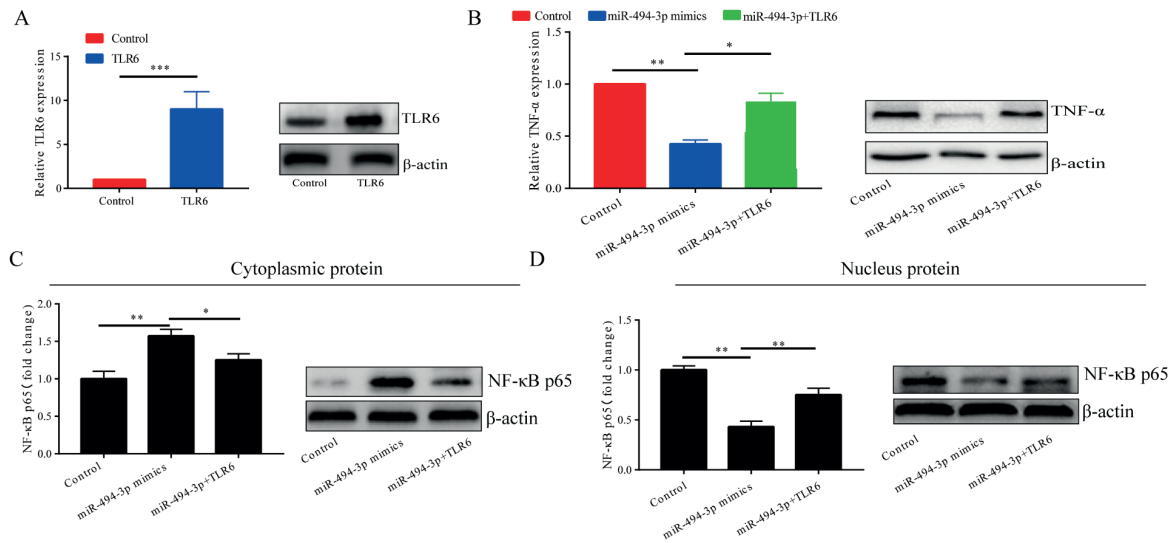 A
Control
TLR6
Relative TLR6 expression
15
10
5
0
***
Control
TLR6
TLR6
β-actin
Control
TLR6
B
Control
miR-494-3p mimics
miR-494-3p+TLR6
Relative TNF-α expression
1.5
1.0
0.5
0.0
**
*
Control
miR-494-3p mimics
miR-494-3p+TLR6
TNF-α
β-actin
Control
miR-494-3p mimics
miR-494-3p+TLR6
C
Cytoplasmic protein
NF-κB p65( fold change)
2.0
1.5
1.0
0.5
0.0
**
*
Control
miR-494-3p mimics
miR-494-3p+TLR6
NF-κB p65
β-actin
Control
miR-494-3p mimics
miR-494-3p+TLR6
D
Nucleus protein
NF-κB p65( fold change)
1.5
1.0
0.5
0.0
**
**
Control
miR-494-3p mimics
miR-494-3p+TLR6
NF-κB p65
β-actin
Control
miR-494-3p mimics
miR-494-3p+TLR6